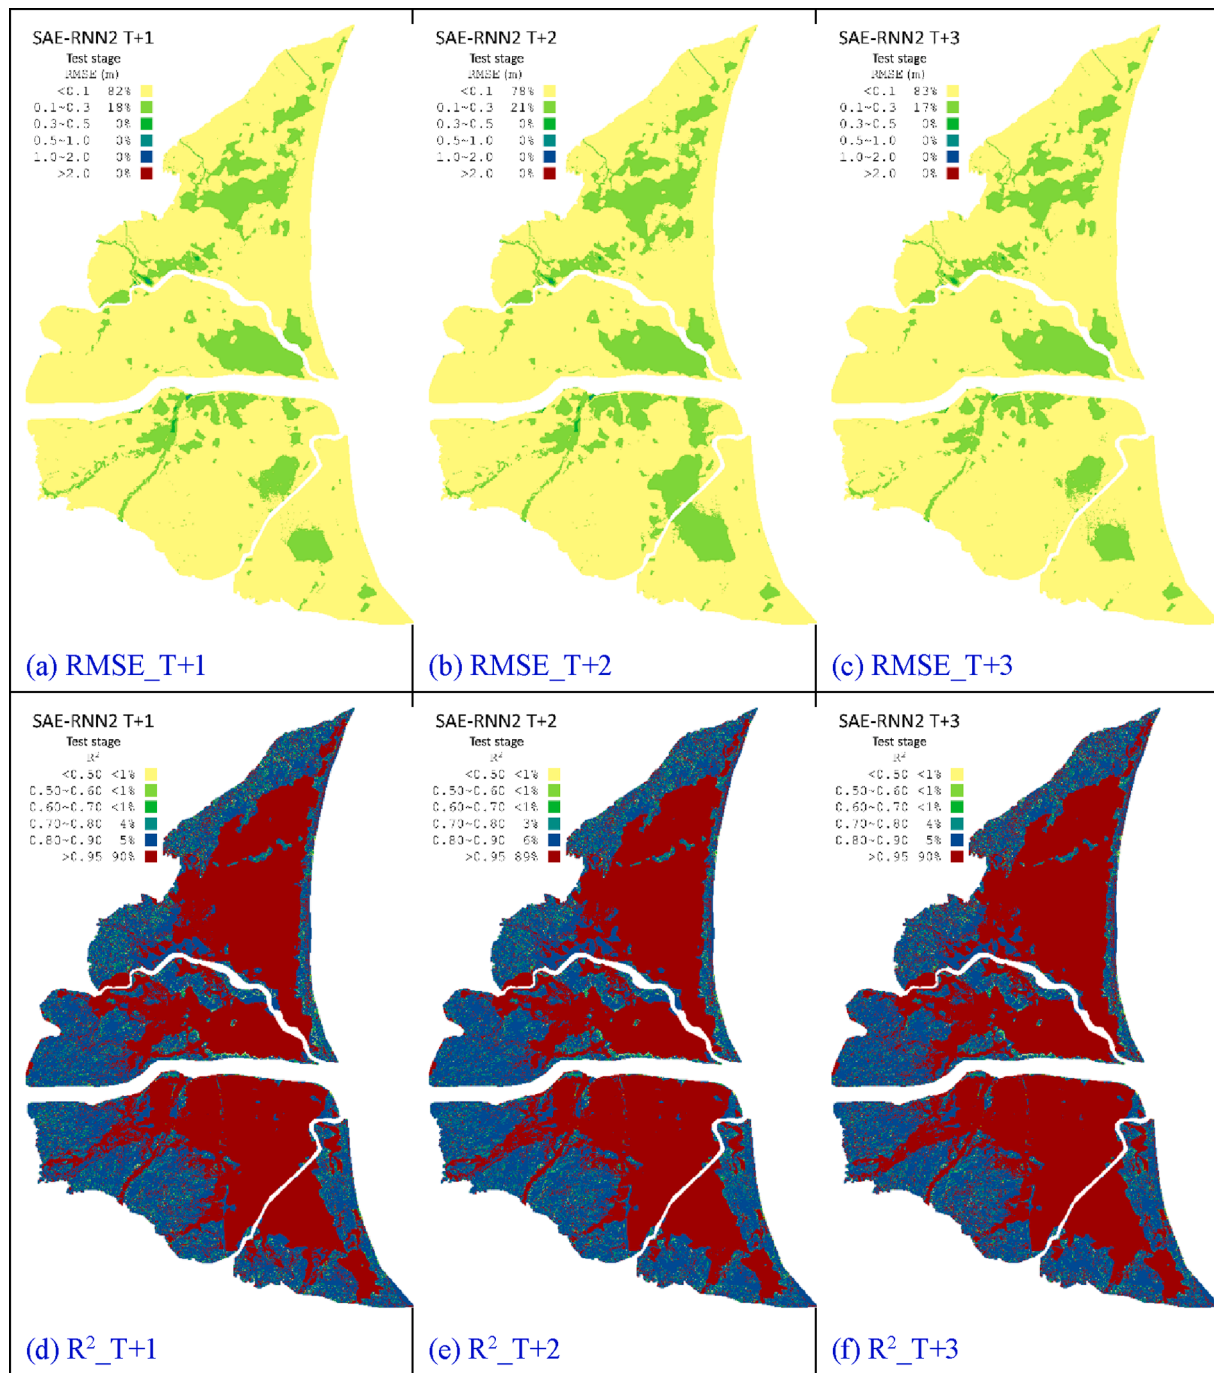 SAE-RNN2 T+1
Test stage
RMSE (m)
<0.1 82%
0.1~0.3 18%
0.3~0.5 0%
0.5~1.0 0%
1.0~2.0 0%
>2.0 0%
(a) RMSE_T+1
SAE-RNN2 T+2
Test stage
RMSE (m)
<0.1 78%
0.1~0.3 21%
0.3~0.5 0%
0.5~1.0 0%
1.0~2.0 0%
>2.0 0%
(b) RMSE_T+2
SAE-RNN2 T+3
Test stage
RMSE (m)
<0.1 83%
0.1~0.3 17%
0.3~0.5 0%
0.5~1.0 0%
1.0~2.0 0%
>2.0 0%
(c) RMSE_T+3
SAE-RNN2 T+1
Test stage
R²
<0.50 <1%
0.50~0.60 <1%
0.60~0.70 <1%
0.70~0.80 4%
0.80~0.90 5%
>0.95 90%
(d) R²_T+1
SAE-RNN2 T+2
Test stage
R²
<0.50 <1%
0.50~0.60 <1%
0.60~0.70 <1%
0.70~0.80 3%
0.80~0.90 6%
>0.95 89%
(e) R²_T+2
SAE-RNN2 T+3
Test stage
R²
<0.50 <1%
0.50~0.60 <1%
0.60~0.70 <1%
0.70~0.80 4%
0.80~0.90 5%
>0.95 90%
(f) R²_T+3